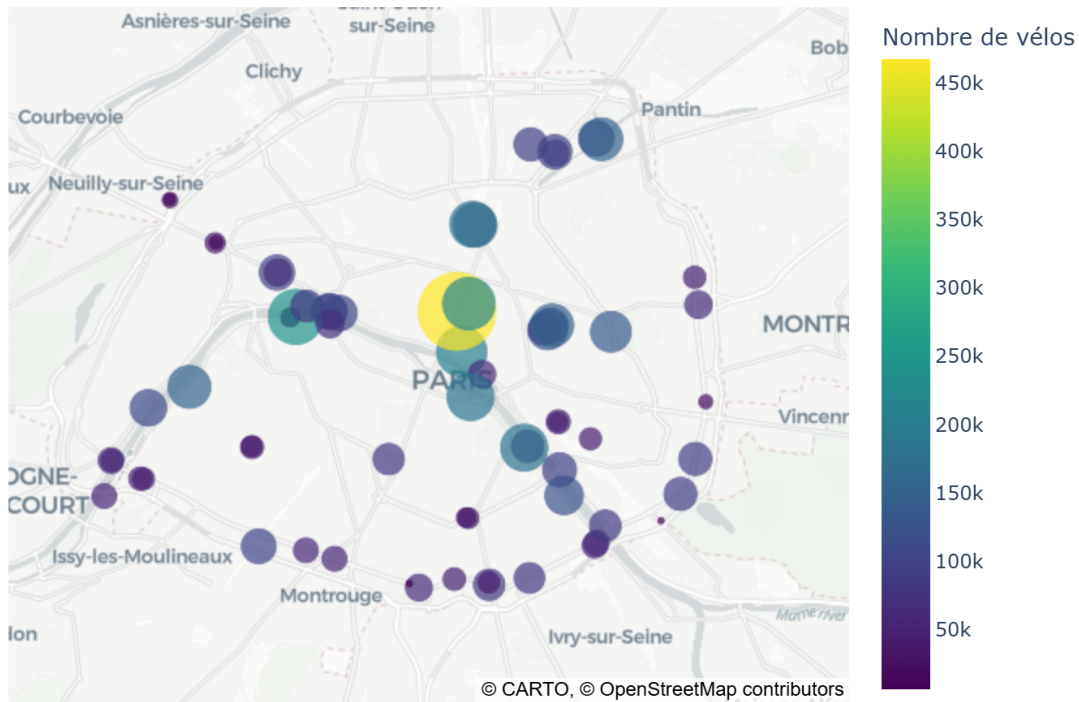 Asnières-sur-Seine
Saint-Ouen
sur-Seine
Bob
Clichy
Pantin
Courbevoie
ux
Neuilly-sur-Seine
MONTR
PARIS
Vincenn
OGNE-
COURT
Issy-les-Moulineaux
Montrouge
Marne river
lon
Ivry-sur-Seine
© CARTO, © OpenStreetMap contributors
Nombre de vélos
450k
400k
350k
300k
250k
200k
150k
100k
50k